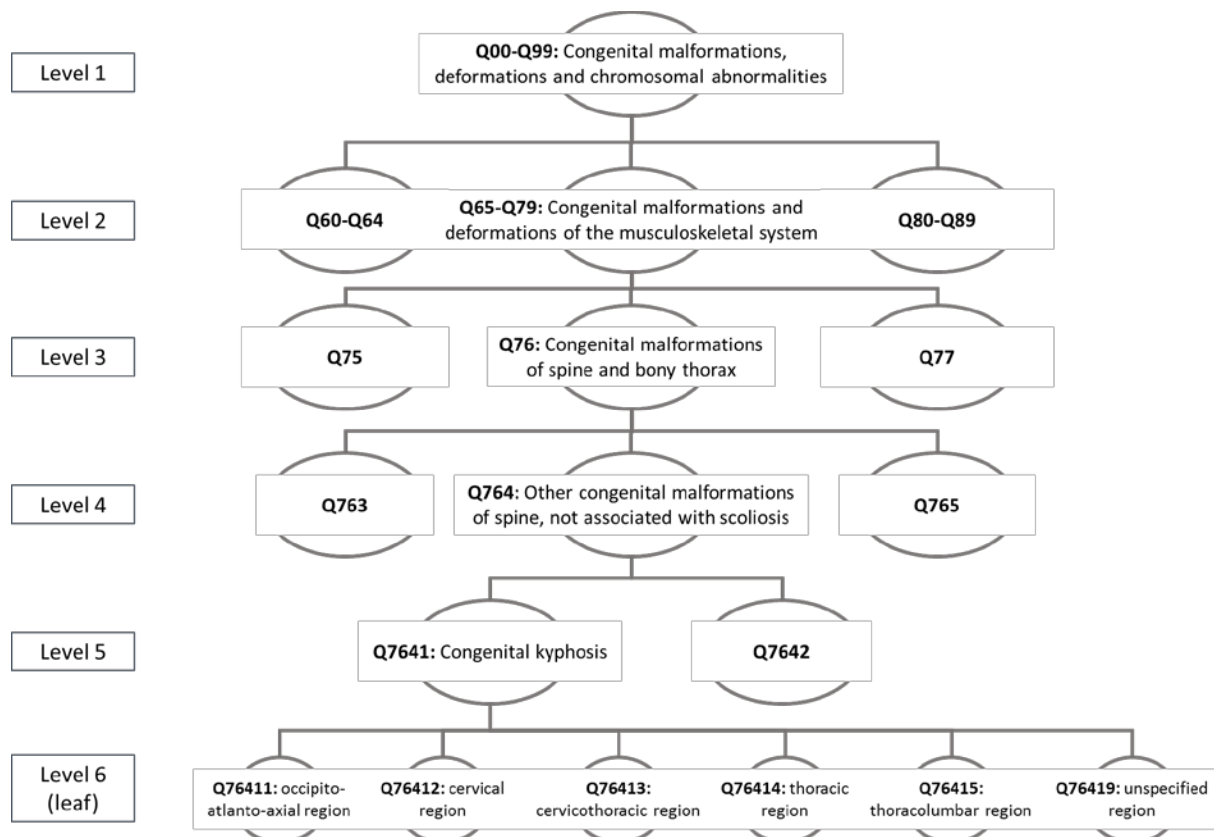 Level 1
Q00-Q99: Congenital malformations,
deformations and chromosomal abnormalities
Level 2
Q60-Q64
Q65-Q79: Congenital malformations and
deformations of the musculoskeletal system
Q80-Q89
Level 3
Q75
Q76: Congenital malformations
of spine and bony thorax
Q77
Level 4
Q763
Q764: Other congenital malformations
of spine, not associated with scoliosis
Q765
Level 5
Q7641: Congenital kyphosis
Q7642
Level 6
(leaf)
Q76411: occipito-
atlanto-axial region
Q76412: cervical
region
Q76413:
cervicothoracic region
Q76414: thoracic
region
Q76415:
thoracolumbar region
Q76419: unspecified
region